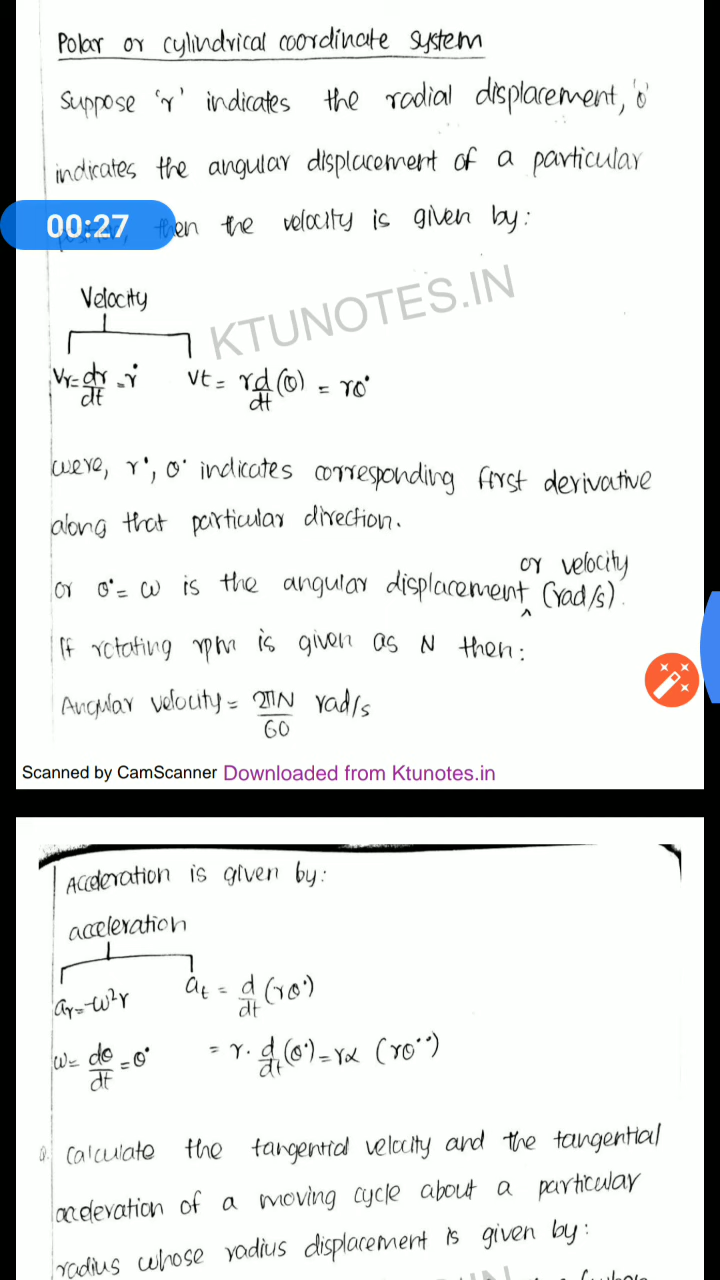 Polar or cylindrical coordinate system
Suppose 'r' indicates the radial displacement, 'θ'
indicates the angular displacement of a particular
00:27 then the velocity is given by:
KTUNOTES.IN
Velocity
Vr = dr/dt = ṙ Vt = r d/dt (θ) = rθ̇
were, r˙, θ˙ indicates corresponding first derivative
along that particular direction.
or velocity
or θ˙ = ω is the angular displacement ^ (rad/s).
If rotating rpm is given as N then:
Angular velocity = 2πN/60 rad/s
Scanned by CamScanner Downloaded from Ktunotes.in
Acceleration is given by:
acceleration
ar = -ω²r at = d/dt (rθ˙)
ω = dθ/dt = θ˙ = r. d/dt (θ˙) = rα (rθ˙˙)
Q. Calculate the tangential velocity and the tangential
acceleration of a moving cycle about a particular
radius whose radius displacement is given by: